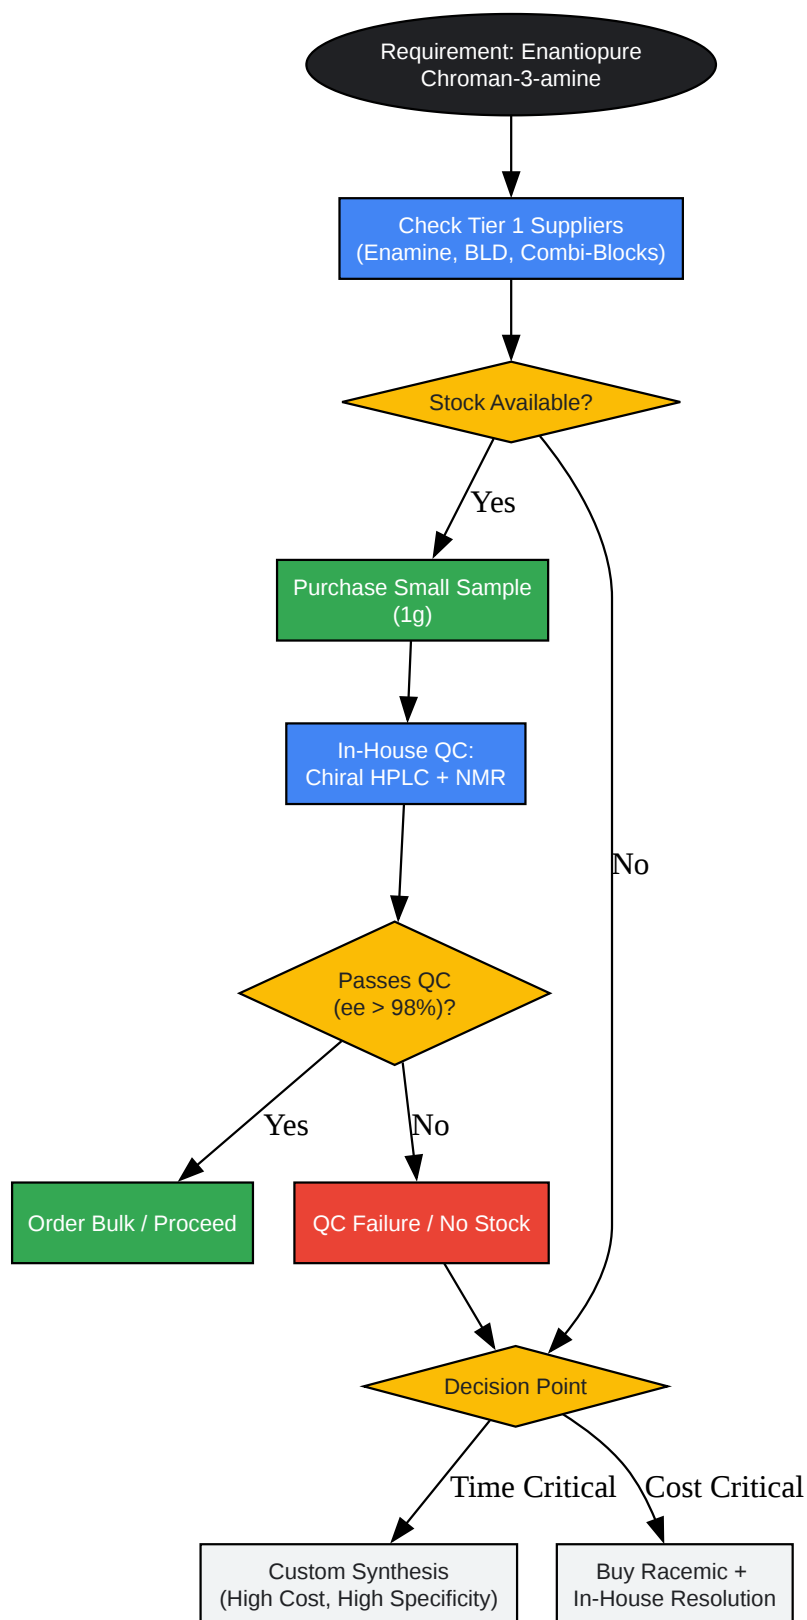 Requirement: Enantiopure
Chroman-3-amine
Check Tier 1 Suppliers
(Enamine, BLD, Combi-Blocks)
Stock Available?
Yes
Purchase Small Sample
(1g)
In-House QC:
Chiral HPLC + NMR
No
Passes QC
(ee > 98%)?
Yes
No
Order Bulk / Proceed
QC Failure / No Stock
Decision Point
Time Critical
Cost Critical
Custom Synthesis
(High Cost, High Specificity)
Buy Racemic +
In-House Resolution